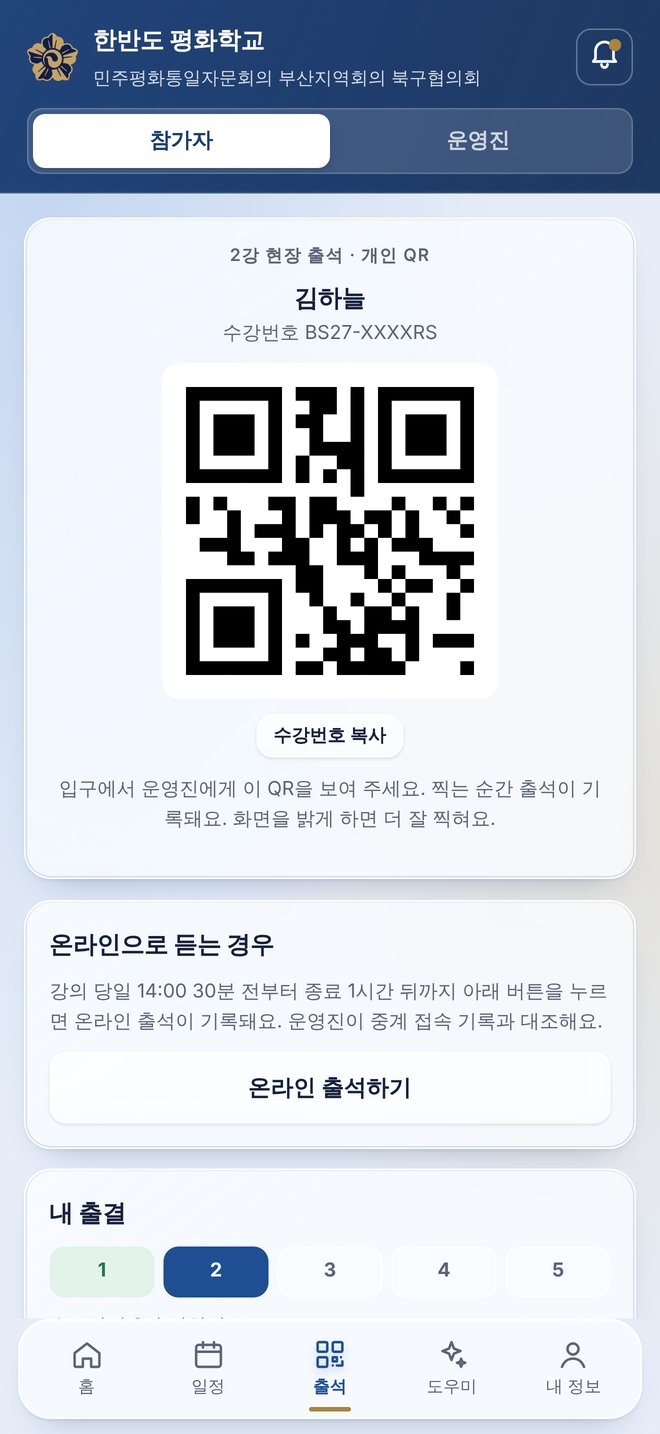 한반도 평화학교
민주평화통일자문회의 부산지역회의 북구협의회
참가자
운영진
2강 현장 출석 · 개인 QR
김하늘
수강번호 BS27-XXXXRS
수강번호 복사
입구에서 운영진에게 이 QR을 보여 주세요. 찍는 순간 출석이 기
록돼요. 화면을 밝게 하면 더 잘 찍혀요.
온라인으로 듣는 경우
강의 당일 14:00 30분 전부터 종료 1시간 뒤까지 아래 버튼을 누르
면 온라인 출석이 기록돼요. 운영진이 중계 접속 기록과 대조해요.
온라인 출석하기
내 출결
1
2
3
4
5
홈
일정
출석
도우미
내 정보